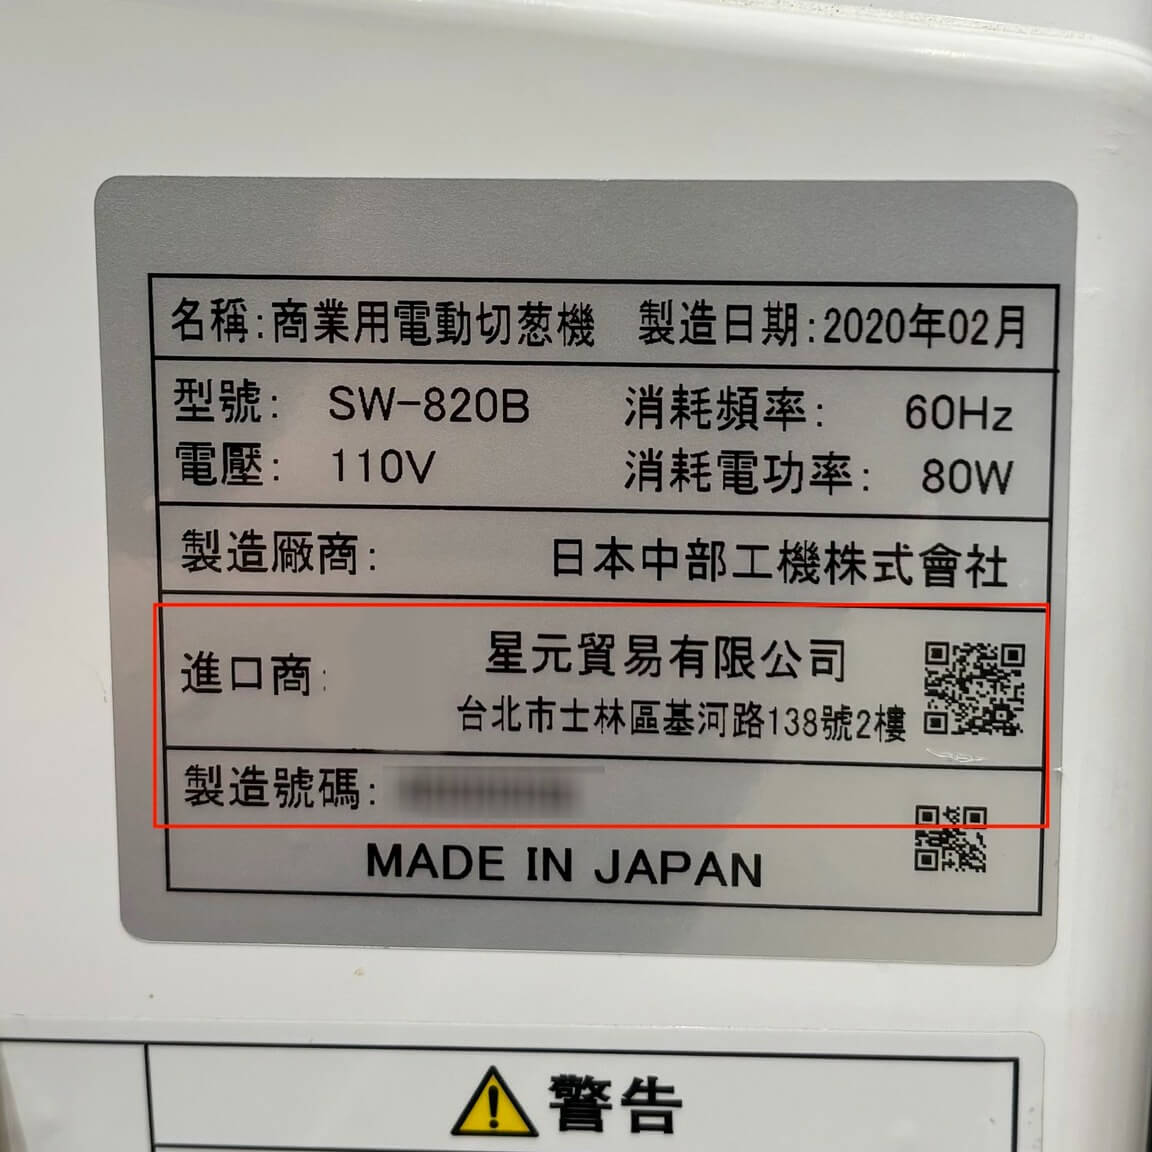 名稱:商業用電動切葱機 製造日期:2020年02月
型號: SW-820B 消耗頻率: 60Hz
電壓: 110V 消耗電功率: 80W
製造廠商: 日本中部工機株式會社
進口商: 星元貿易有限公司
台北市士林區基河路138號2樓
製造號碼:
MADE IN JAPAN
警告